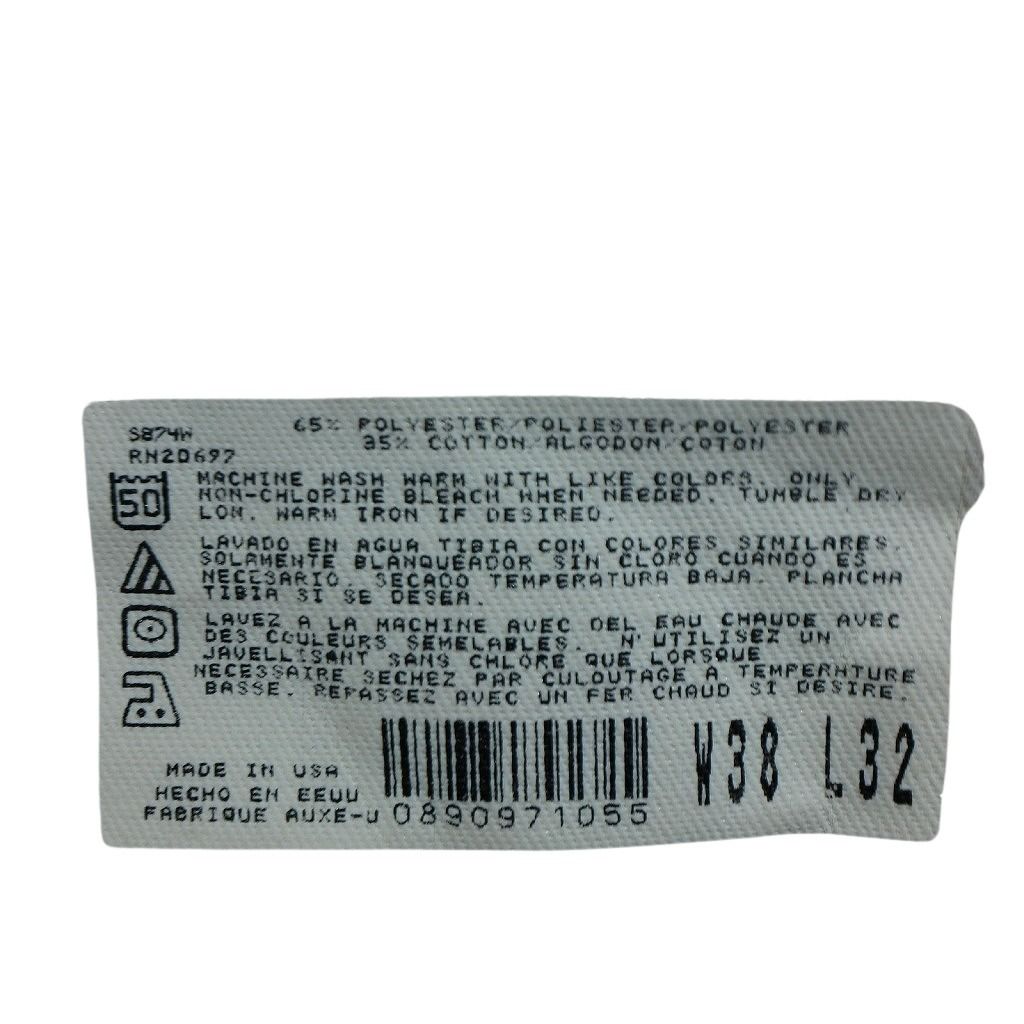 S874W
RN20697
65% POLYESTER/POLIESTER/POLYESTER
35% COTTON/ALGODON/COTON
50
MACHINE WASH WARM WITH LIKE COLORS. ONLY
NON-CHLORINE BLEACH WHEN NEEDED. TUMBLE DRY
LOW. WARM IRON IF DESIRED.
LAVADO EN AGUA TIBIA CON COLORES SIMILARES.
SOLAMENTE BLANQUEADOR SIN CLORO CUANDO ES
NECESARIO. SECADO TEMPERATURA BAJA. PLANCHA
TIBIA SI SE DESEA.
LAVEZ A LA MACHINE AVEC DEL EAU CHAUDE AVEC
DES COULEURS SEMELABLES. N'UTILISEZ UN
JAVELLISANT SANS CHLORE QUE LORSQUE
NECESSAIRE SECHEZ PAR CULOUTAGE A TEMPERATURE
BASSE. REPASSEZ AVEC UN FER CHAUD SI DESIRE.
MADE IN USA
HECHO EN EEUU
FABRIQUE AUXE-U
0890971055
W38 L32